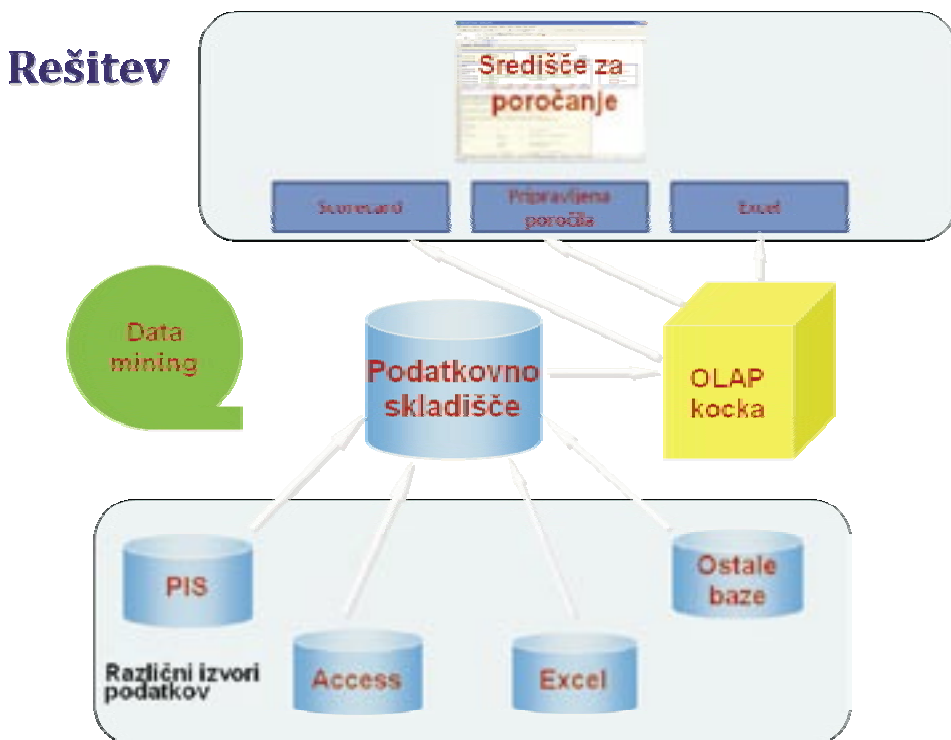 Rešitev
Središče za
poročanje
Scorecard
Pripravljena
poročila
Excel
Data
mining
Podatkovno
skladišče
OLAP
kocka
PIS
Ostale
baze
Različni izvori
podatkov
Access
Excel